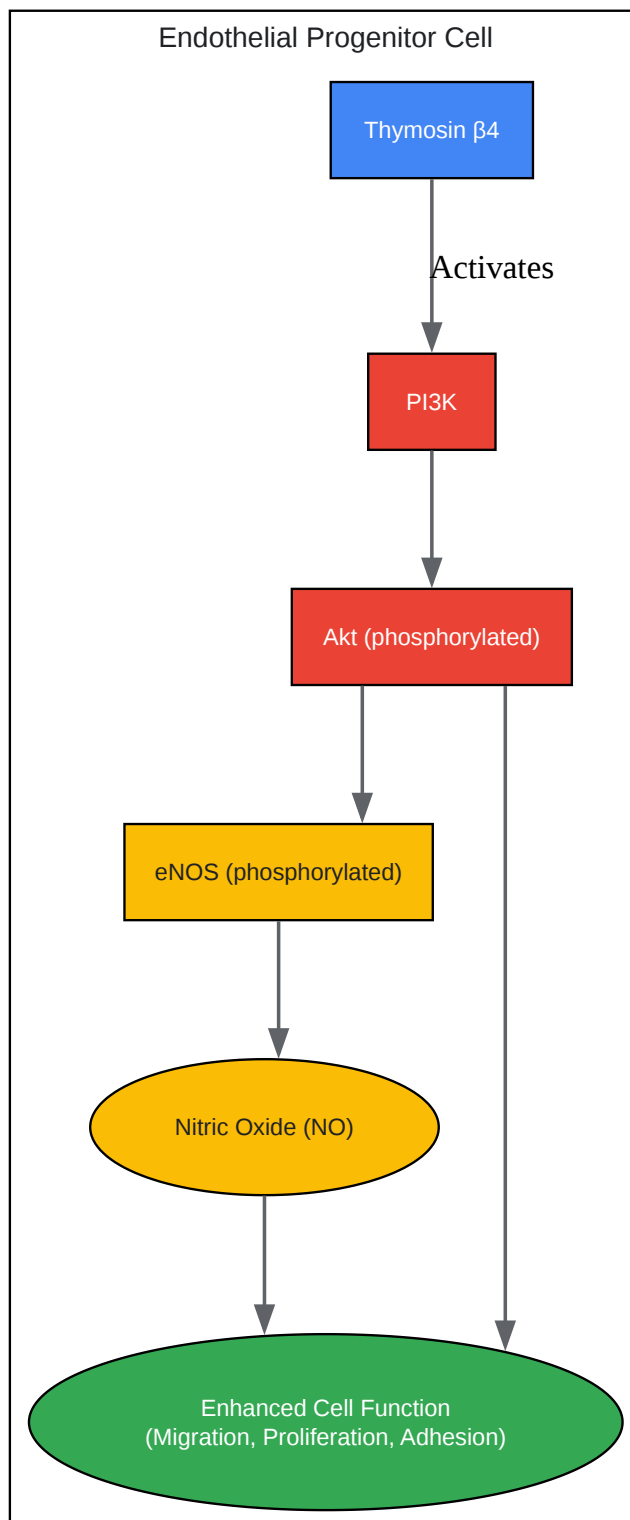 Endothelial Progenitor Cell
Thymosin β4
Activates
PI3K
Akt (phosphorylated)
eNOS (phosphorylated)
Nitric Oxide (NO)
Enhanced Cell Function
(Migration, Proliferation, Adhesion)